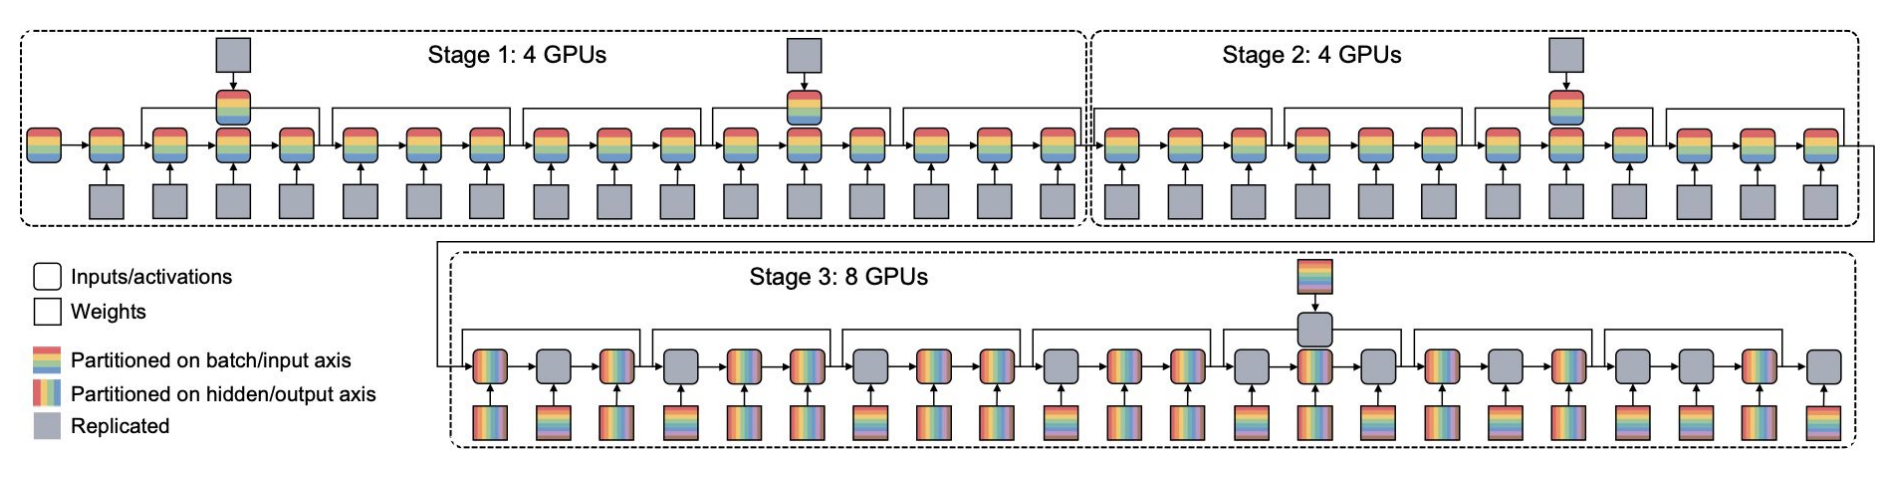 Stage 1: 4 GPUs
Stage 2: 4 GPUs
Stage 3: 8 GPUs
Inputs/activations
Weights
Partitioned on batch/input axis
Partitioned on hidden/output axis
Replicated